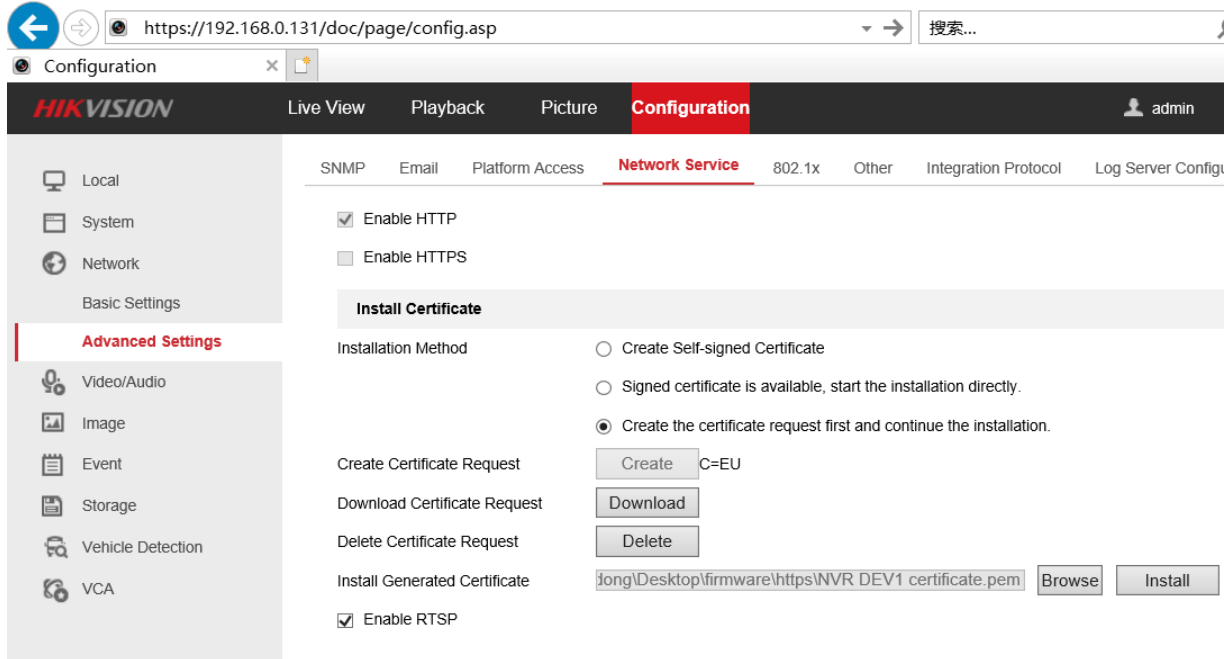 https://192.168.0.131/doc/page/config.asp 搜索...
Configuration
HIKVISION Live View Playback Picture Configuration admin
SNMP Email Platform Access Network Service 802.1x Other Integration Protocol Log Server Configu
Local
System
Network
Basic Settings
Advanced Settings
Video/Audio
Image
Event
Storage
Vehicle Detection
VCA
Enable HTTP
Enable HTTPS
Install Certificate
Installation Method Create Self-signed Certificate
Signed certificate is available, start the installation directly.
Create the certificate request first and continue the installation.
Create Certificate Request Create C=EU
Download Certificate Request Download
Delete Certificate Request Delete
Install Generated Certificate dong\Desktop\firmware\https\NVR DEV1 certificate.pem Browse Install
Enable RTSP